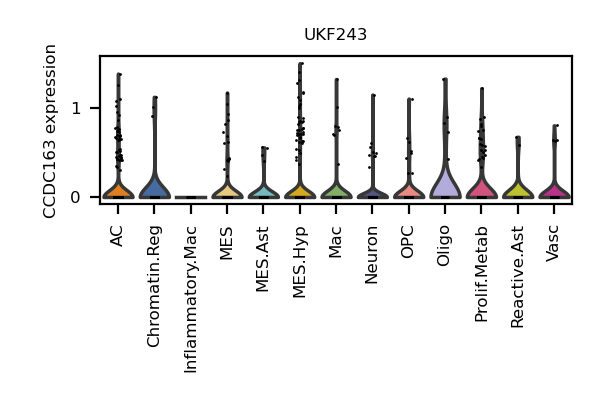 UKF243
CCDC163 expression
1
0
AC
Chromatin.Reg
Inflammatory.Mac
MES
MES.Ast
MES.Hyp
Mac
Neuron
OPC
Oligo
Prolif.Metab
Reactive.Ast
Vasc